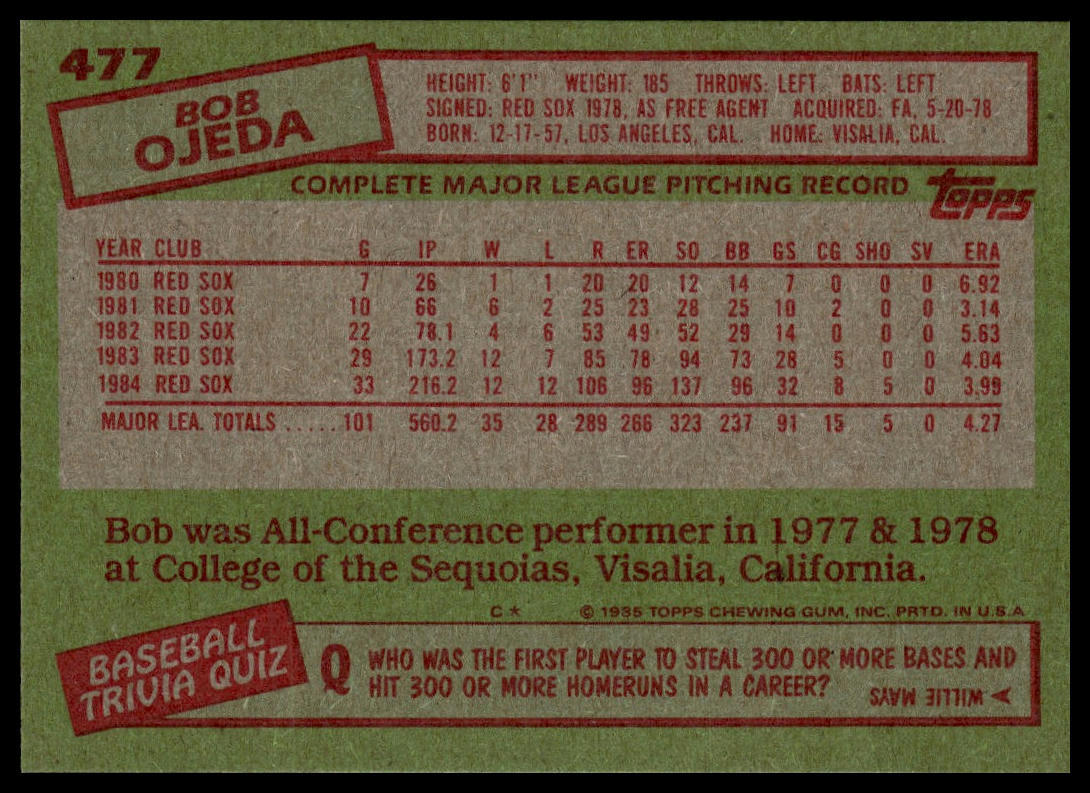 477
BOB
OJEDA
HEIGHT: 6'1" WEIGHT: 185 THROWS: LEFT BATS: LEFT
SIGNED: RED SOX 1978, AS FREE AGENT ACQUIRED: FA, 5-20-78
BORN: 12-17-57, LOS ANGELES, CAL. HOME: VISALIA, CAL.
COMPLETE MAJOR LEAGUE PITCHING RECORD
TOPPS
YEAR CLUB G IP W L R ER SO BB GS CG SHO SV ERA
1980 RED SOX 7 26 1 1 20 20 12 14 7 0 0 0 6.92
1981 RED SOX 10 66 6 2 25 23 28 25 10 2 0 0 3.14
1982 RED SOX 22 78.1 4 6 53 49 52 29 14 0 0 0 5.63
1983 RED SOX 29 173.2 12 7 85 78 94 73 28 5 0 0 4.04
1984 RED SOX 33 216.2 12 12 106 96 137 96 32 8 5 0 3.99
MAJOR LEA. TOTALS .....101 560.2 35 28 289 266 323 237 91 15 5 0 4.27
Bob was All-Conference performer in 1977 & 1978
at College of the Sequoias, Visalia, California.
C* © 1985 TOPPS CHEWING GUM, INC. PRTD. IN U.S.A
BASEBALL
TRIVIA QUIZ
Q WHO WAS THE FIRST PLAYER TO STEAL 300 OR MORE BASES AND
HIT 300 OR MORE HOMERUNS IN A CAREER?
WILLIE MAYS